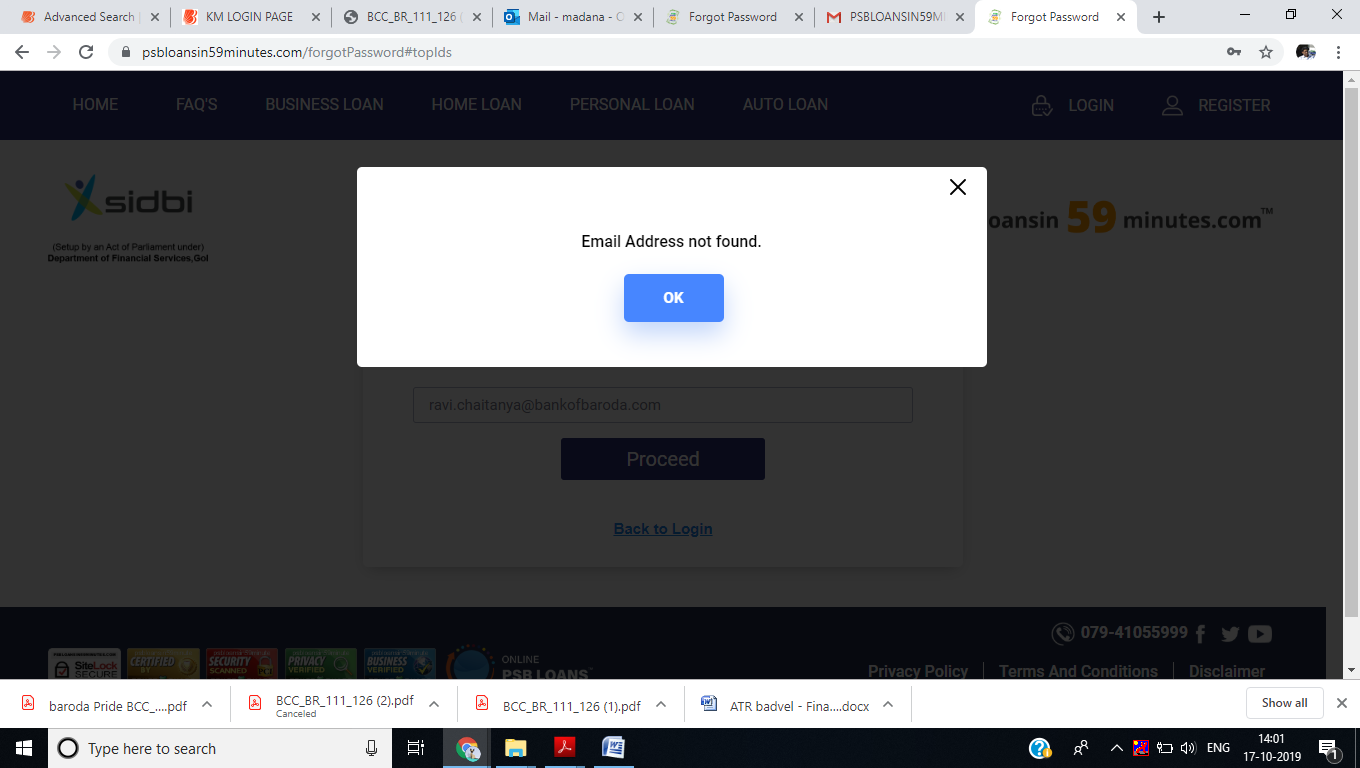 Advanced Search |
KM LOGIN PAGE
BCC_BR_111_126 (
Mail - madana - O
Forgot Password
PSBLOANSIN59MI
Forgot Password
psbloansin59minutes.com/forgotPassword#topIds
HOME FAQ'S BUSINESS LOAN HOME LOAN PERSONAL LOAN AUTO LOAN LOGIN REGISTER
sidbi
(Setup by an Act of Parliament under)
Department of Financial Services,GoI
oansin 59 minutes.com™
Email Address not found.
OK
ravi.chaitanya@bankofbaroda.com
Proceed
Back to Login
079-41055999
SiteLock
SECURE
CERTIFIED
BY
SECURITY
SCANNED
PRIVACY
VERIFIED
BUSINESS
VERIFIED
ONLINE
PSB LOANS™
Privacy Policy Terms And Conditions Disclaimer
baroda Pride BCC_....pdf
BCC_BR_111_126 (2).pdf
Canceled
BCC_BR_111_126 (1).pdf
ATR badvel - Fina....docx
Show all
Type here to search
ENG
14:01
17-10-2019
1